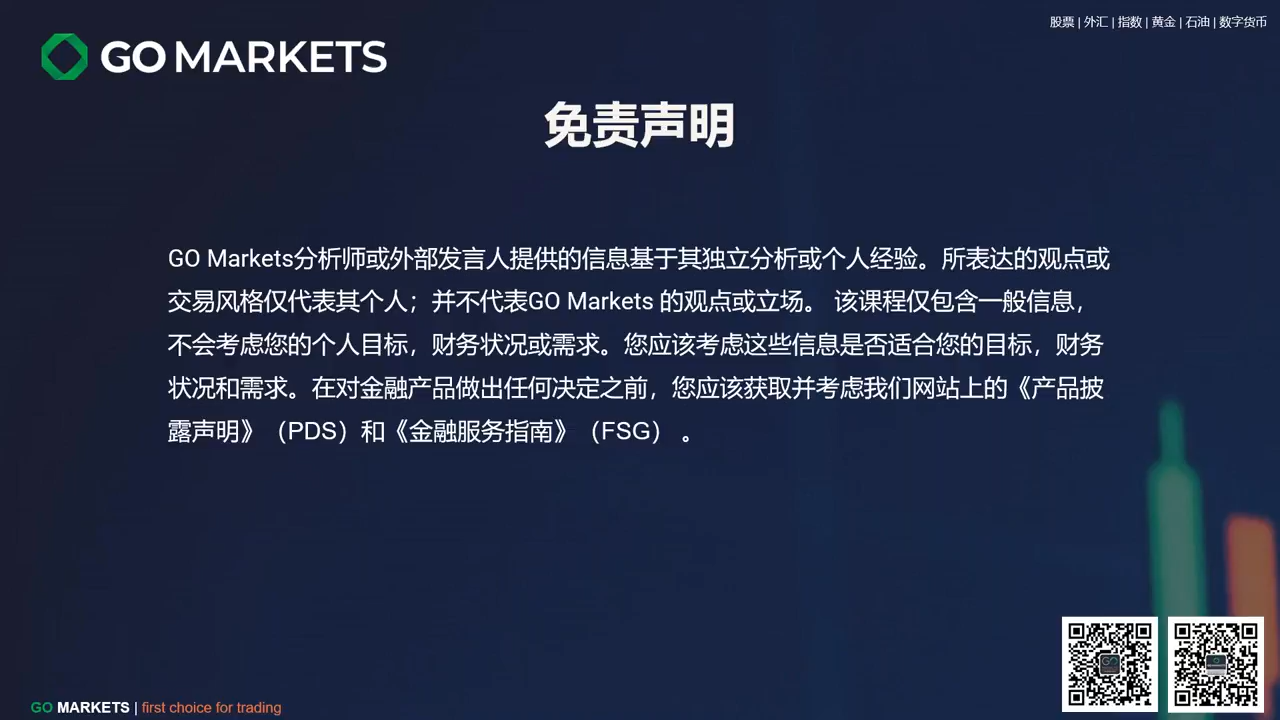 股票 | 外汇 | 指数 | 黄金 | 石油 | 数字货币
GO MARKETS
免责声明
GO Markets分析师或外部发言人提供的信息基于其独立分析或个人经验。所表达的观点或
交易风格仅代表其个人；并不代表GO Markets 的观点或立场。 该课程仅包含一般信息，
不会考虑您的个人目标，财务状况或需求。您应该考虑这些信息是否适合您的目标，财务
状况和需求。在对金融产品做出任何决定之前，您应该获取并考虑我们网站上的《产品披
露声明》（PDS）和《金融服务指南》（FSG） 。
GO MARKETS | first choice for trading